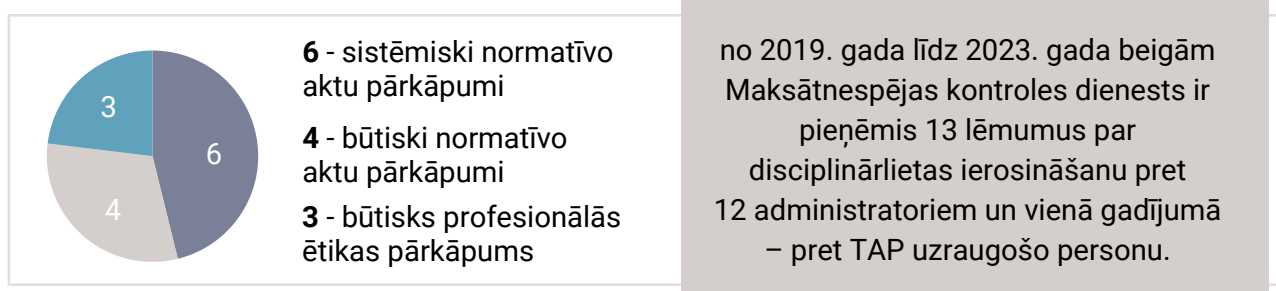 3
6
4
6 - sistēmiski normatīvo
aktu pārkāpumi
4 - būtiski normatīvo
aktu pārkāpumi
3 - būtisks profesionālās
ētikas pārkāpums
no 2019. gada līdz 2023. gada beigām
Maksātnespējas kontroles dienests ir
pieņēmis 13 lēmumus par
disciplinārlietas ierosināšanu pret
12 administratoriem un vienā gadījumā
– pret TAP uzraugošo personu.